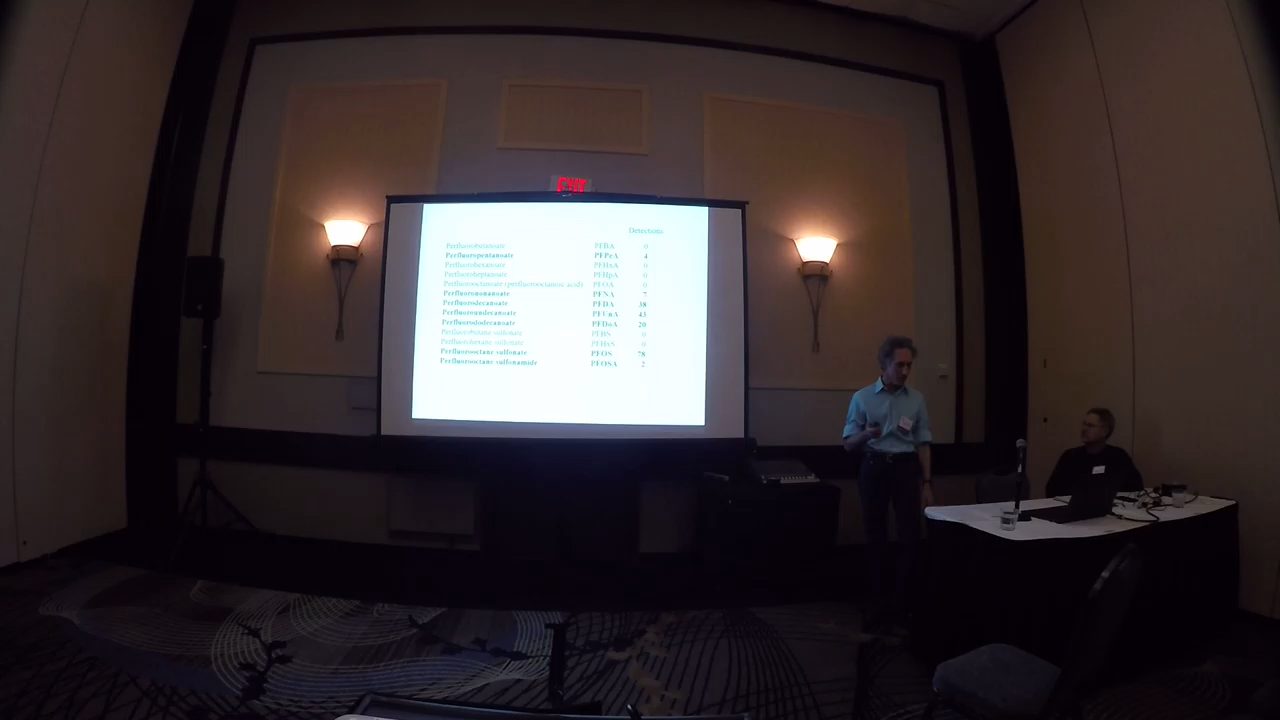 EXIT
Detections
Perfluorobutanoate PFBA 0
Perfluoropentanoate PFPeA 4
Perfluorohexanoate PFHxA 0
Perfluoroheptanoate PFHpA 0
Perfluorooctanoate (perfluorooctanoic acid) PFOA 0
Perfluorononanoate PFNA 7
Perfluorodecanoate PFDA 38
Perfluoroundecanoate PFUnA 43
Perfluorododecanoate PFDoA 20
Perfluorobutane sulfonate PFBS 0
Perfluorohexane sulfonate PFHxS 0
Perfluorooctane sulfonate PFOS 78
Perfluorooctane sulfonamide PFOSA 2